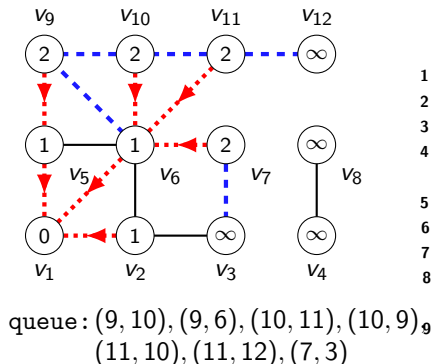 v9 v10 v11 v12
2 2 2 ∞
1
2
3
1 1 2 ∞ 4
v5 v6 v7 v8
5
0 1 ∞ ∞ 6
7
v1 v2 v3 v4 8
queue: (9, 10), (9, 6), (10, 11), (10, 9), 9
(11, 10), (11, 12), (7, 3)